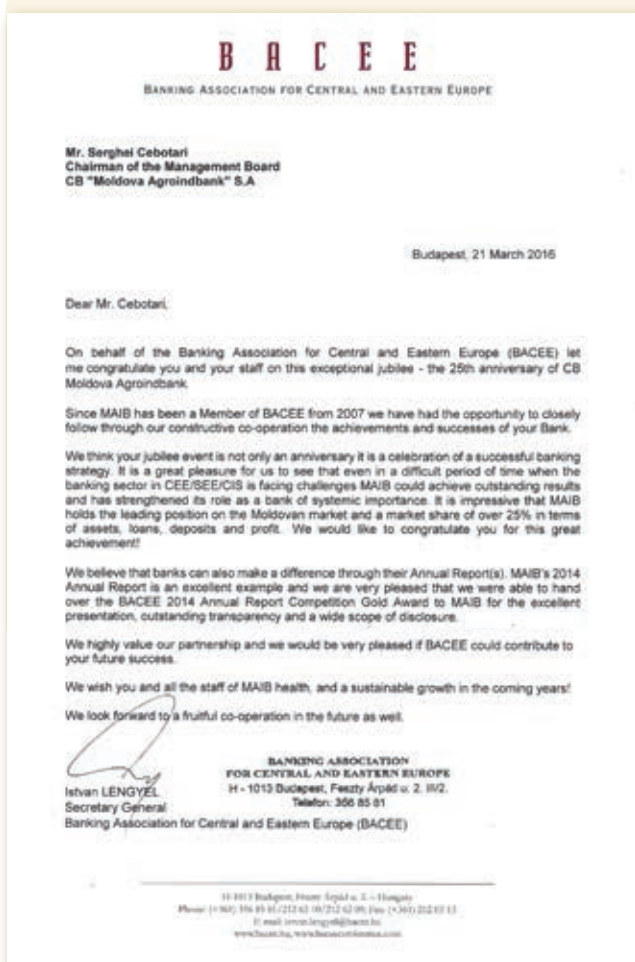 BACEE
BANKING ASSOCIATION FOR CENTRAL AND EASTERN EUROPE
Mr. Serghei Cebotari
Chairman of the Management Board
CB "Moldova Agroindbank" S.A
Budapest, 21 March 2016
Dear Mr. Cebotari,
On behalf of the Banking Association for Central and Eastern Europe (BACEE) let
me congratulate you and your staff on this exceptional jubilee - the 25th anniversary of CB
Moldova Agroindbank.
Since MAIB has been a Member of BACEE from 2007 we have had the opportunity to closely
follow through our constructive co-operation the achievements and successes of your Bank.
We think your jubilee event is not only an anniversary it is a celebration of a successful banking
strategy. It is a great pleasure for us to see that even in a difficult period of time when the
banking sector in CEE/SEE/CIS is facing challenges MAIB could achieve outstanding results
and has strengthened its role as a bank of systemic importance. It is impressive that MAIB
holds the leading position on the Moldovan market and a market share of over 25% in terms
of assets, loans, deposits and profit. We would like to congratulate you for this great
achievement!
We believe that banks can also make a difference through their Annual Report(s). MAIB's 2014
Annual Report is an excellent example and we are very pleased that we were able to hand
over the BACEE 2014 Annual Report Competition Gold Award to MAIB for the excellent
presentation, outstanding transparency and a wide scope of disclosure.
We highly value our partnership and we would be very pleased if BACEE could contribute to
your future success.
We wish you and all the staff of MAIB health, and a sustainable growth in the coming years!
We look forward to a fruitful co-operation in the future as well.
BANKING ASSOCIATION
FOR CENTRAL AND EASTERN EUROPE
H - 1013 Budapest, Feszty Árpád u. 2. III/2.
Telefon: 356 85 81
Istvan LENGYEL
Secretary General
Banking Association for Central and Eastern Europe (BACEE)
H-1013 Budapest, Feszty Árpád u. 2. – Hungary